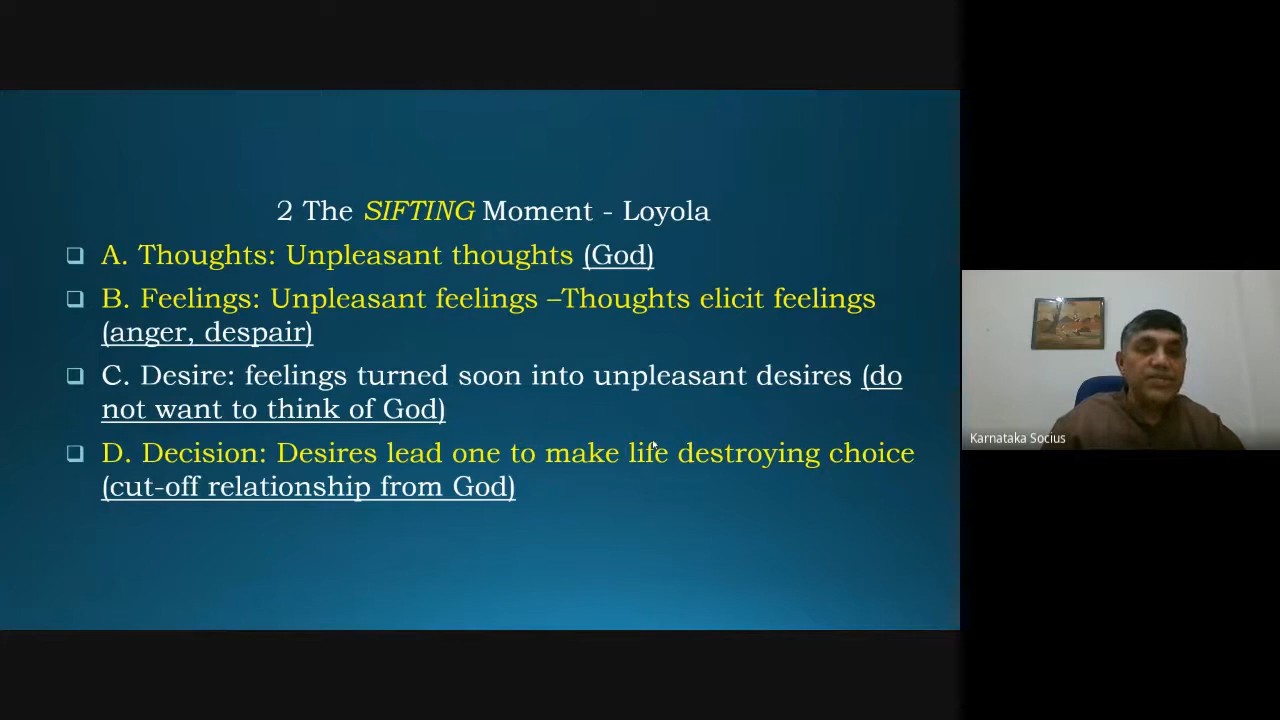 2 The SIFTING Moment - Loyola
A. Thoughts: Unpleasant thoughts (God)
B. Feelings: Unpleasant feelings –Thoughts elicit feelings
(anger, despair)
C. Desire: feelings turned soon into unpleasant desires (do
not want to think of God)
D. Decision: Desires lead one to make life destroying choice
(cut-off relationship from God)
Karnataka Socius